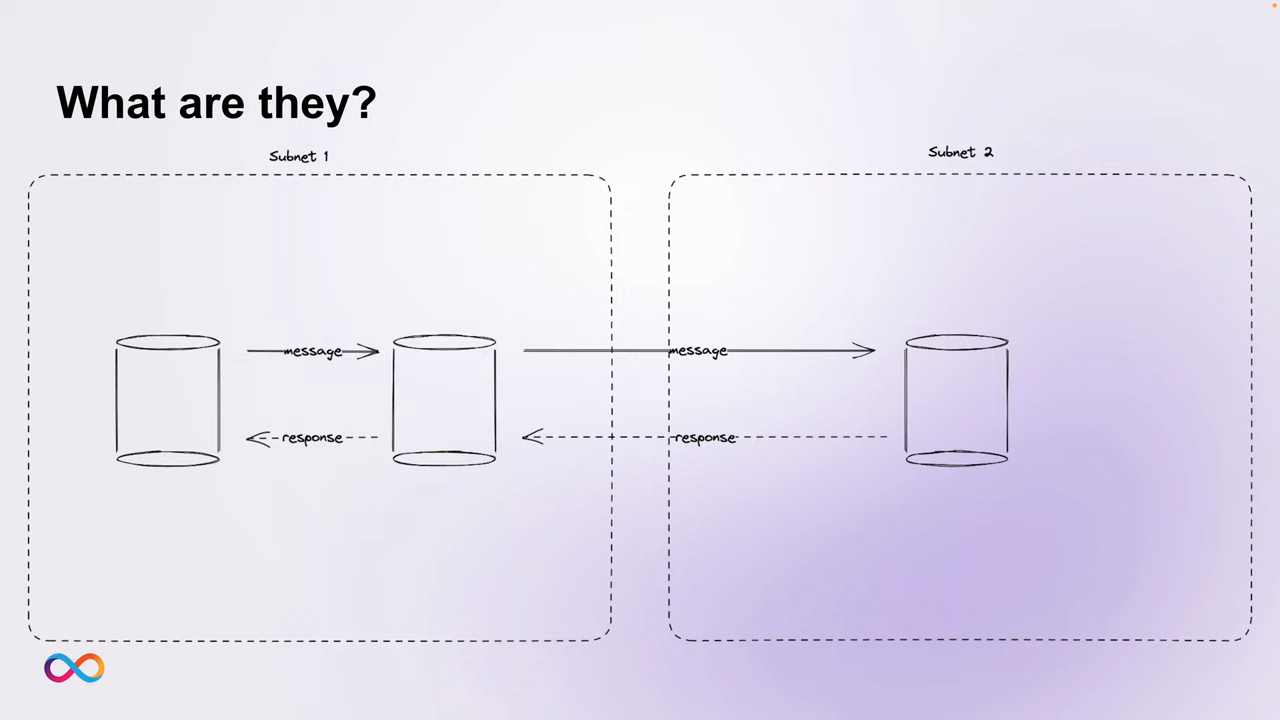 What are they?
Subnet 1
Subnet 2
message
message
response
response